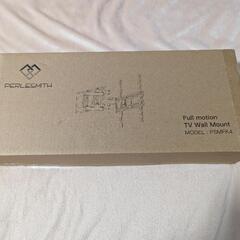 PERLESMITH
Full motion
TV Wall Mount
MODEL : PSMFK4